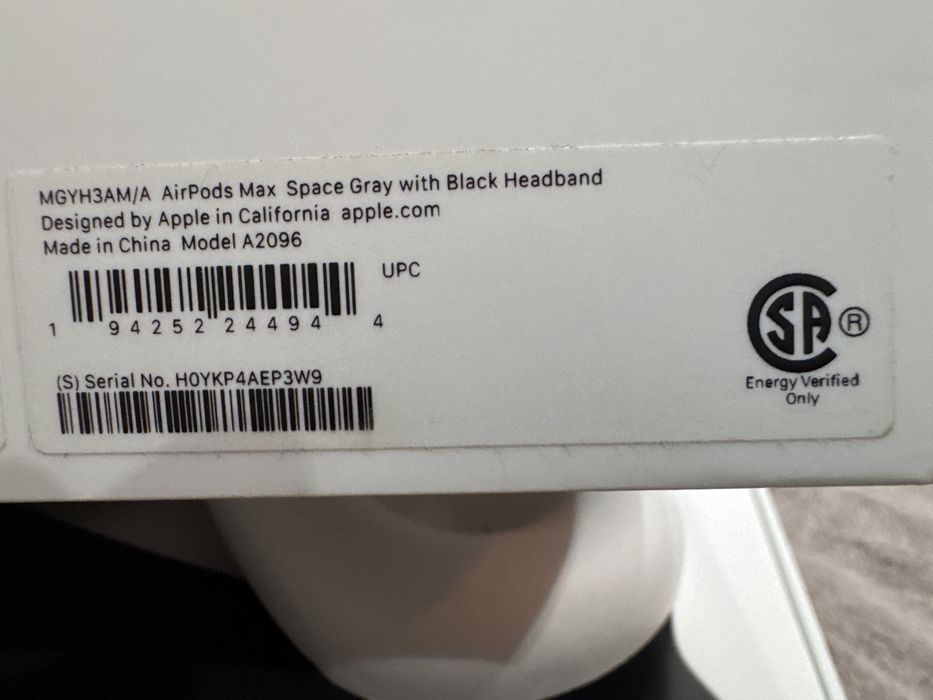 MGYH3AM/A AirPods Max Space Gray with Black Headband
Designed by Apple in California apple.com
Made in China Model A2096
UPC
1 94252 24494 4
(S) Serial No. H0YKP4AEP3W9
CSA®
Energy Verified
Only